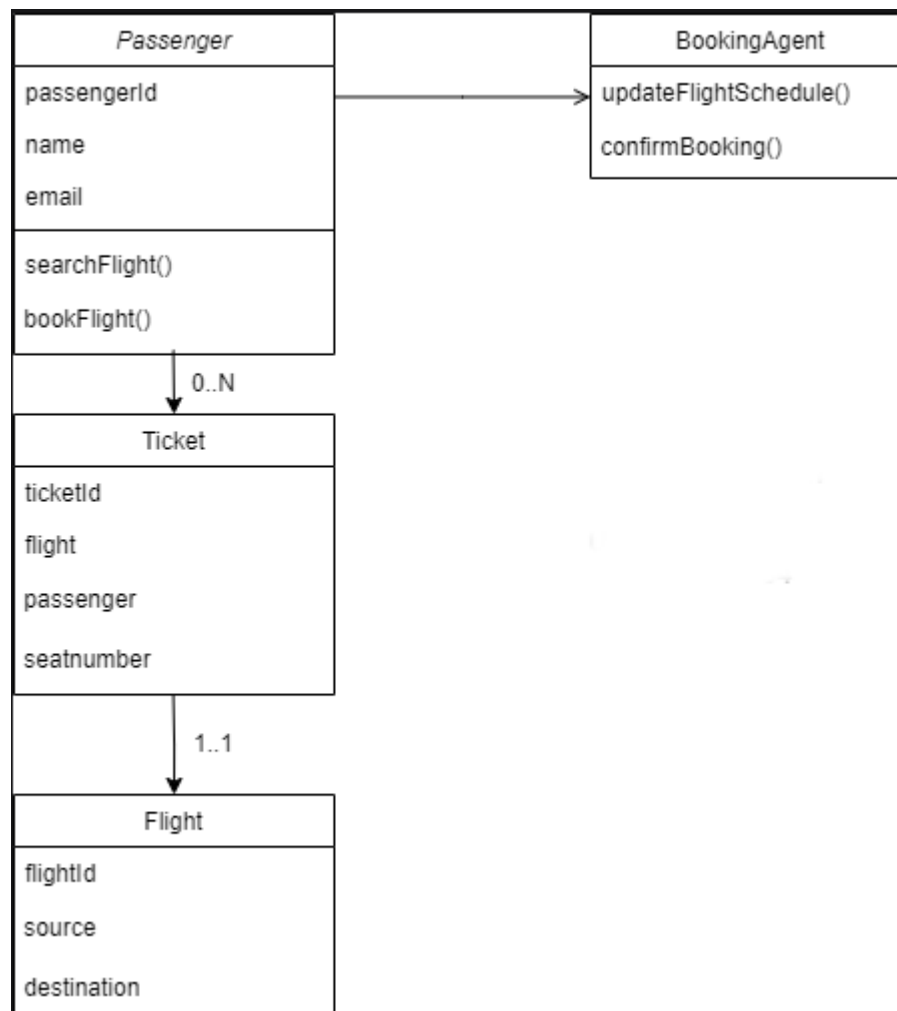 Passenger
passengerId
name
email
searchFlight()
bookFlight()
BookingAgent
updateFlightSchedule()
confirmBooking()
0..N
Ticket
ticketId
flight
passenger
seatnumber
1..1
Flight
flightId
source
destination